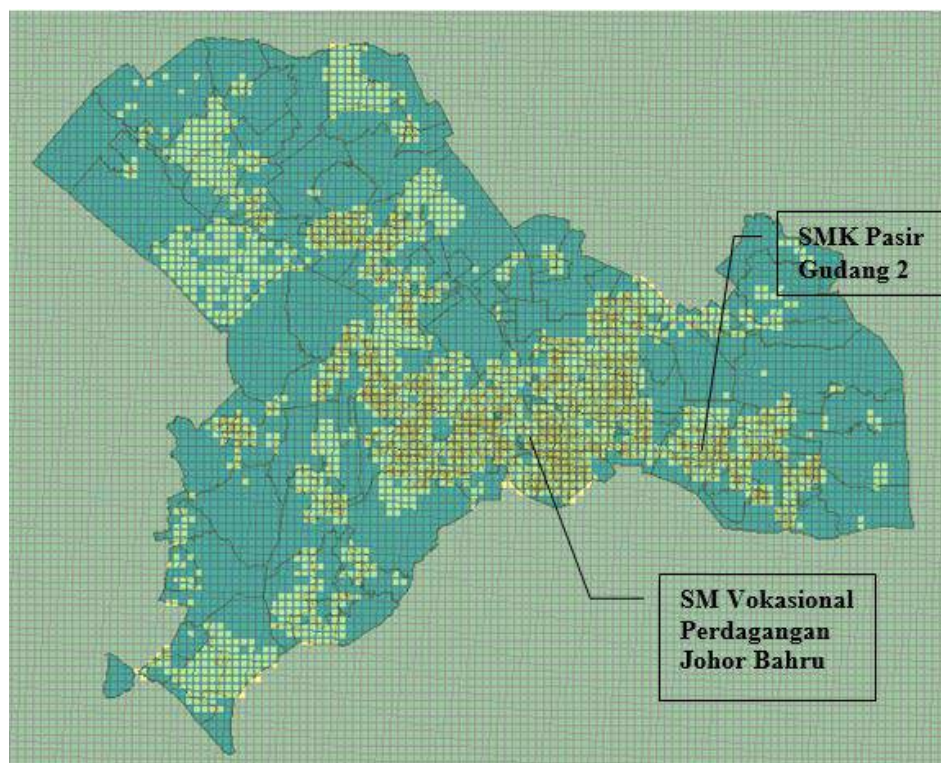 SMK Pasir
Gudang 2
SM Vokasional
Perdagangan
Johor Bahru